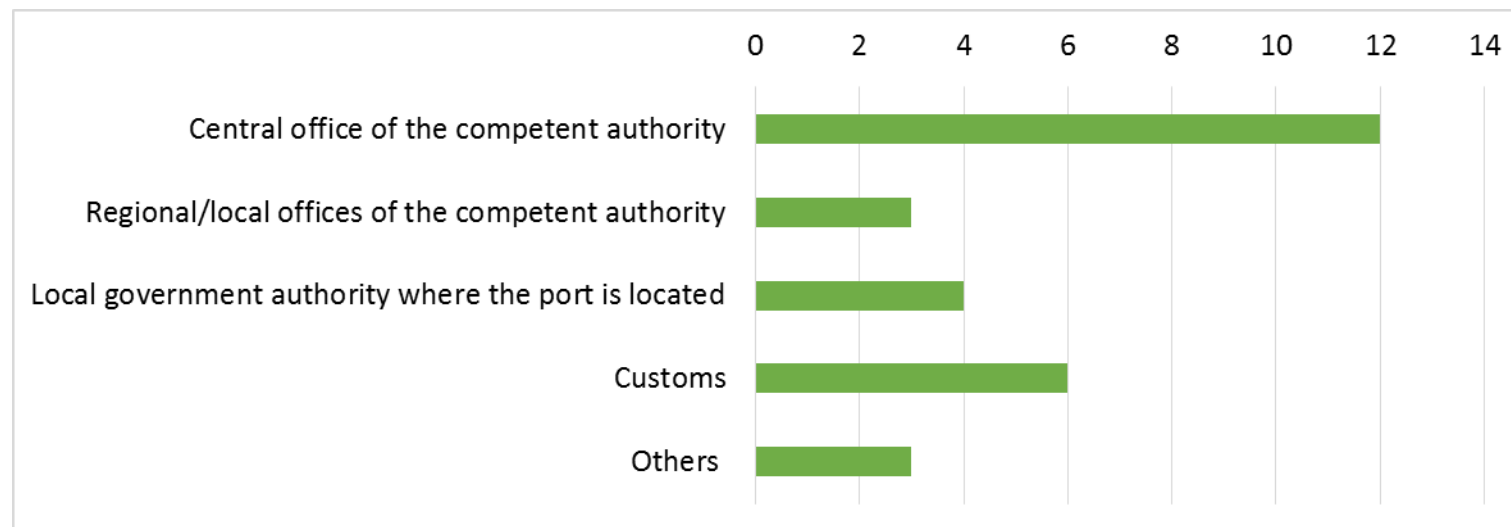 0 2 4 6 8 10 12 14
Central office of the competent authority
Regional/local offices of the competent authority
Local government authority where the port is located
Customs
Others